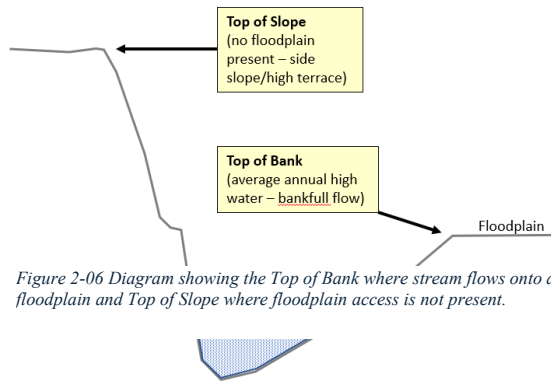 Top of Slope
(no floodplain
present – side
slope/high terrace)
Top of Bank
(average annual high
water – bankfull flow)
Floodplain
Figure 2-06 Diagram showing the Top of Bank where stream flows onto a
floodplain and Top of Slope where floodplain access is not present.